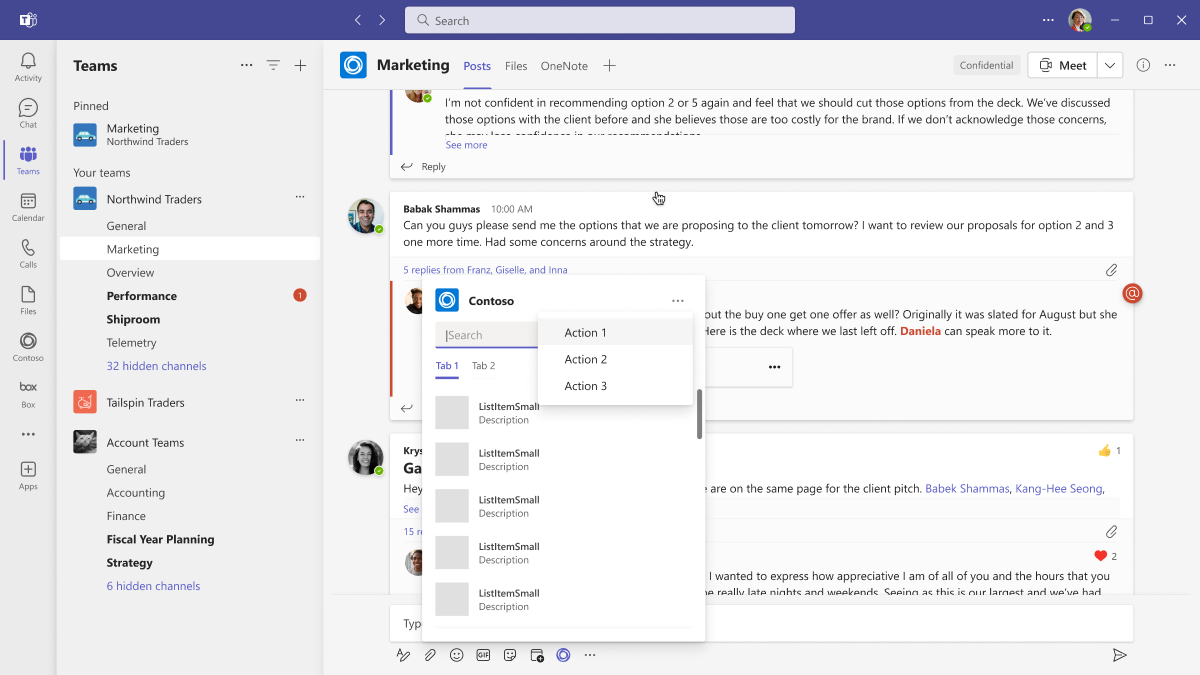 Search
Activity
Chat
Teams
Calendar
Calls
Files
Contoso
box
Box
Apps
Teams
Pinned
Marketing
Northwind Traders
Your teams
Northwind Traders
General
Marketing
Overview
Performance
1
Shiproom
Telemetry
32 hidden channels
Tailspin Traders
Account Teams
General
Accounting
Finance
Fiscal Year Planning
Strategy
6 hidden channels
Marketing
Posts
Files
OneNote
Confidential
Meet
I'm not confident in recommending option 2 or 5 again and feel that we should cut those options from the deck. We've discussed
those options with the client before and she believes those are too costly for the brand. If we don't acknowledge those concerns,
she may lose confidence in our recommendations
See more
Reply
Babak Shammas 10:00 AM
Can you guys please send me the options that we are proposing to the client tomorrow? I want to review our proposals for option 2 and 3
one more time. Had some concerns around the strategy.
5 replies from Franz, Giselle, and Inna
out the buy one get one offer as well? Originally it was slated for August but she
Here is the deck where we last left off. Daniela can speak more to it.
@
Contoso
Search
Action 1
Action 2
Action 3
Tab 1
Tab 2
ListItemSmall
Description
ListItemSmall
Description
ListItemSmall
Description
ListItemSmall
Description
ListItemSmall
Description
Krys
1
Ga
Hey
e are on the same page for the client pitch. Babek Shammas, Kang-Hee Seong,
See
15 re
2
I wanted to express how appreciative I am of all of you and the hours that you
he really late nights and weekends. Seeing as this is our largest and we've had
Typ
GIF